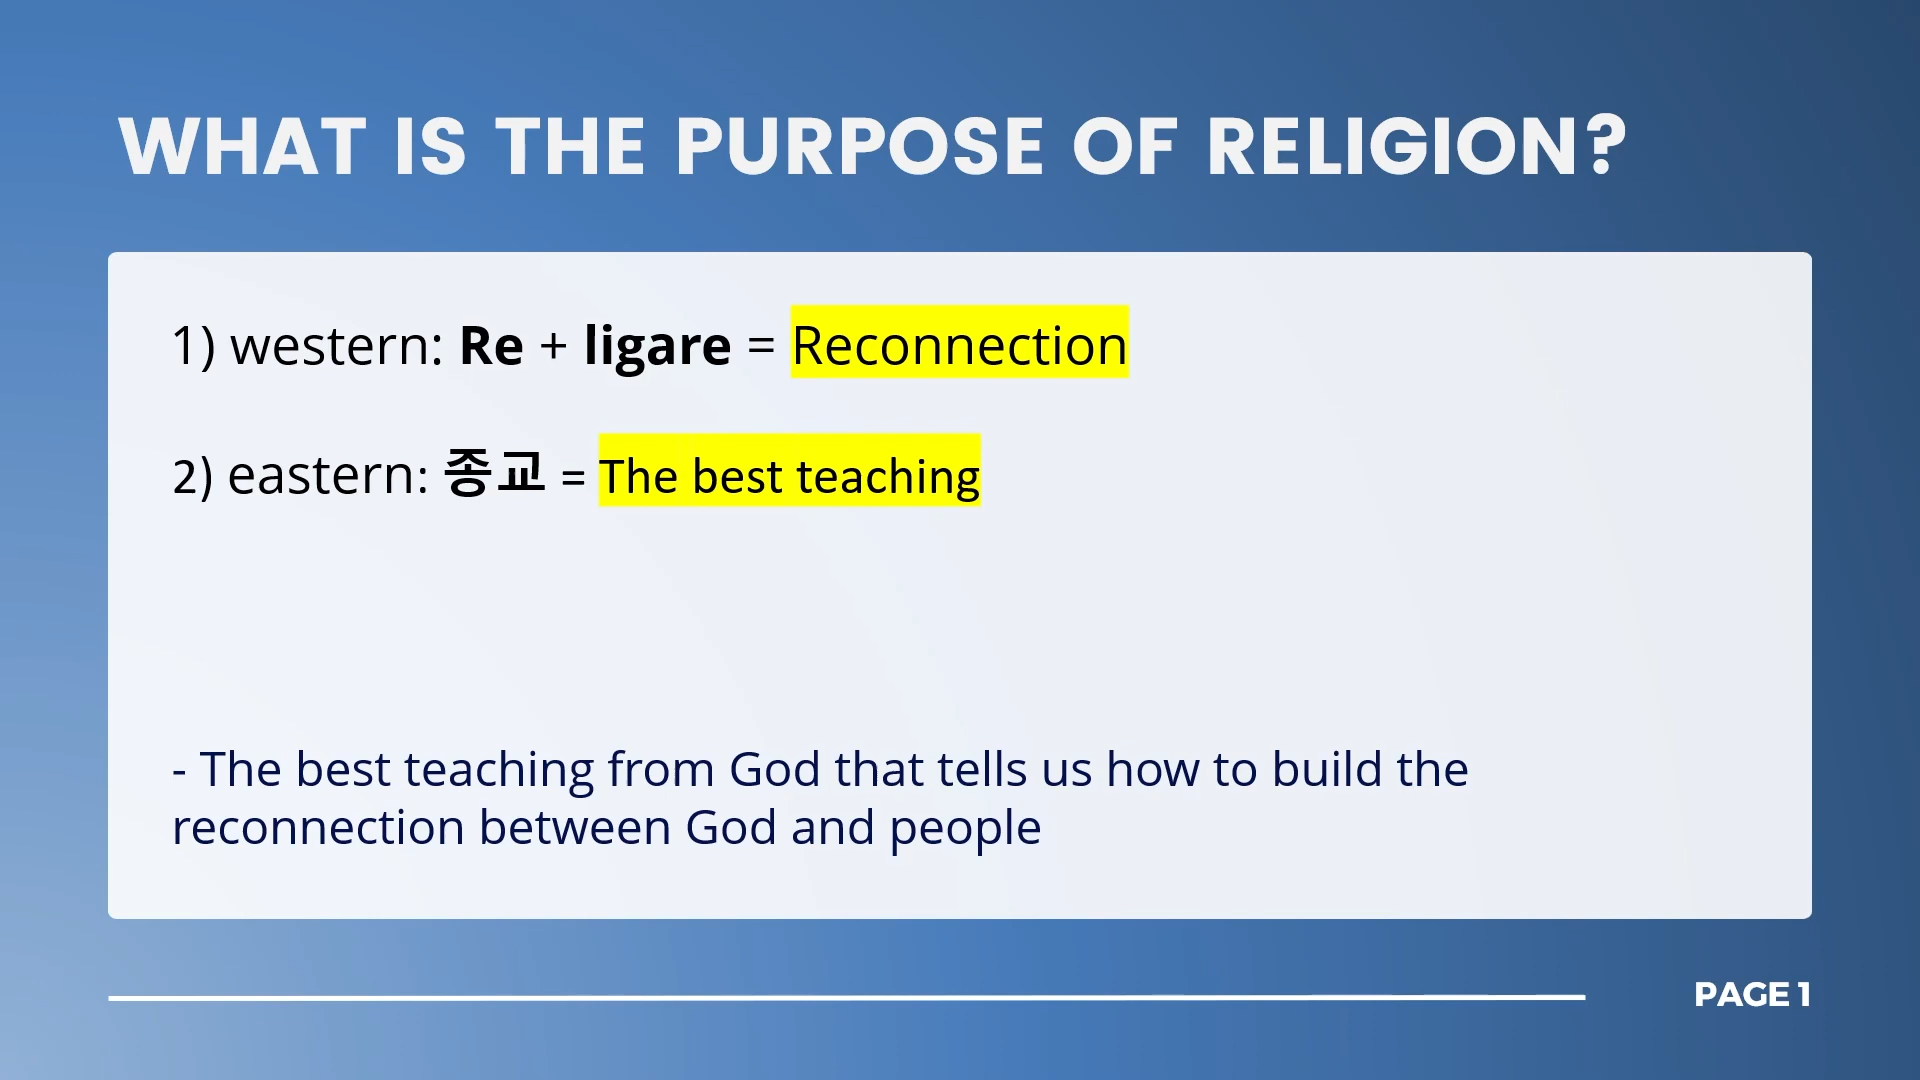 WHAT IS THE PURPOSE OF RELIGION?
1) western: Re + ligare = Reconnection
2) eastern: 종교 = The best teaching
- The best teaching from God that tells us how to build the
reconnection between God and people
PAGE 1